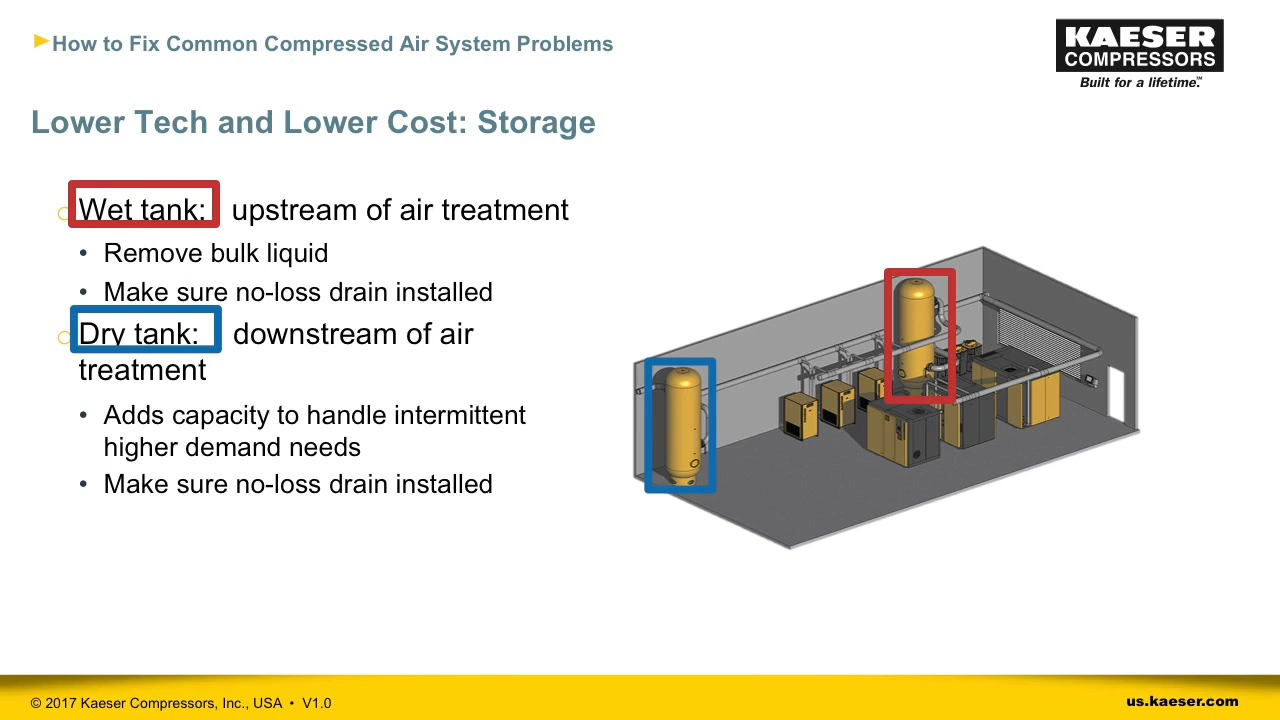 How to Fix Common Compressed Air System Problems
KAESER
COMPRESSORS
Built for a lifetime.™
Lower Tech and Lower Cost: Storage
Wet tank: upstream of air treatment
• Remove bulk liquid
• Make sure no-loss drain installed
Dry tank: downstream of air
treatment
• Adds capacity to handle intermittent
higher demand needs
• Make sure no-loss drain installed
© 2017 Kaeser Compressors, Inc., USA • V1.0
us.kaeser.com